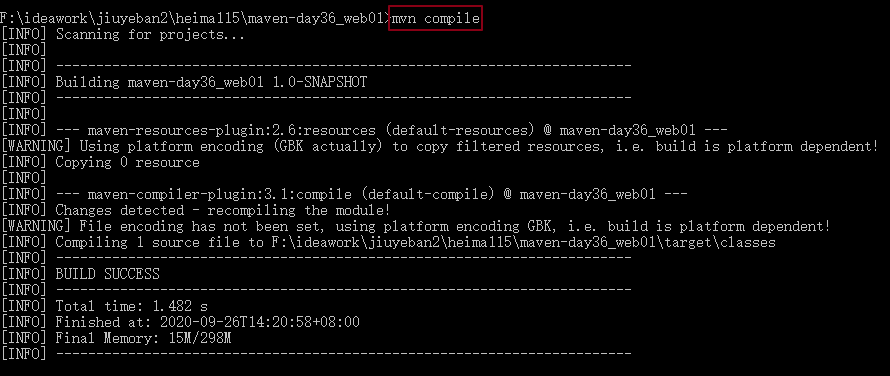 F:\ideawork\jiuyeban2\heima115\maven-day36_web01>mvn compile
[INFO] Scanning for projects...
[INFO]
[INFO] ------------------------------------------------------------------------
[INFO] Building maven-day36_web01 1.0-SNAPSHOT
[INFO] ------------------------------------------------------------------------
[INFO]
[INFO] --- maven-resources-plugin:2.6:resources (default-resources) @ maven-day36_web01 ---
[WARNING] Using platform encoding (GBK actually) to copy filtered resources, i.e. build is platform dependent!
[INFO] Copying 0 resource
[INFO]
[INFO] --- maven-compiler-plugin:3.1:compile (default-compile) @ maven-day36_web01 ---
[INFO] Changes detected - recompiling the module!
[WARNING] File encoding has not been set, using platform encoding GBK, i.e. build is platform dependent!
[INFO] Compiling 1 source file to F:\ideawork\jiuyeban2\heima115\maven-day36_web01\target\classes
[INFO] ------------------------------------------------------------------------
[INFO] BUILD SUCCESS
[INFO] ------------------------------------------------------------------------
[INFO] Total time: 1.482 s
[INFO] Finished at: 2020-09-26T14:20:58+08:00
[INFO] Final Memory: 15M/298M
[INFO] ------------------------------------------------------------------------